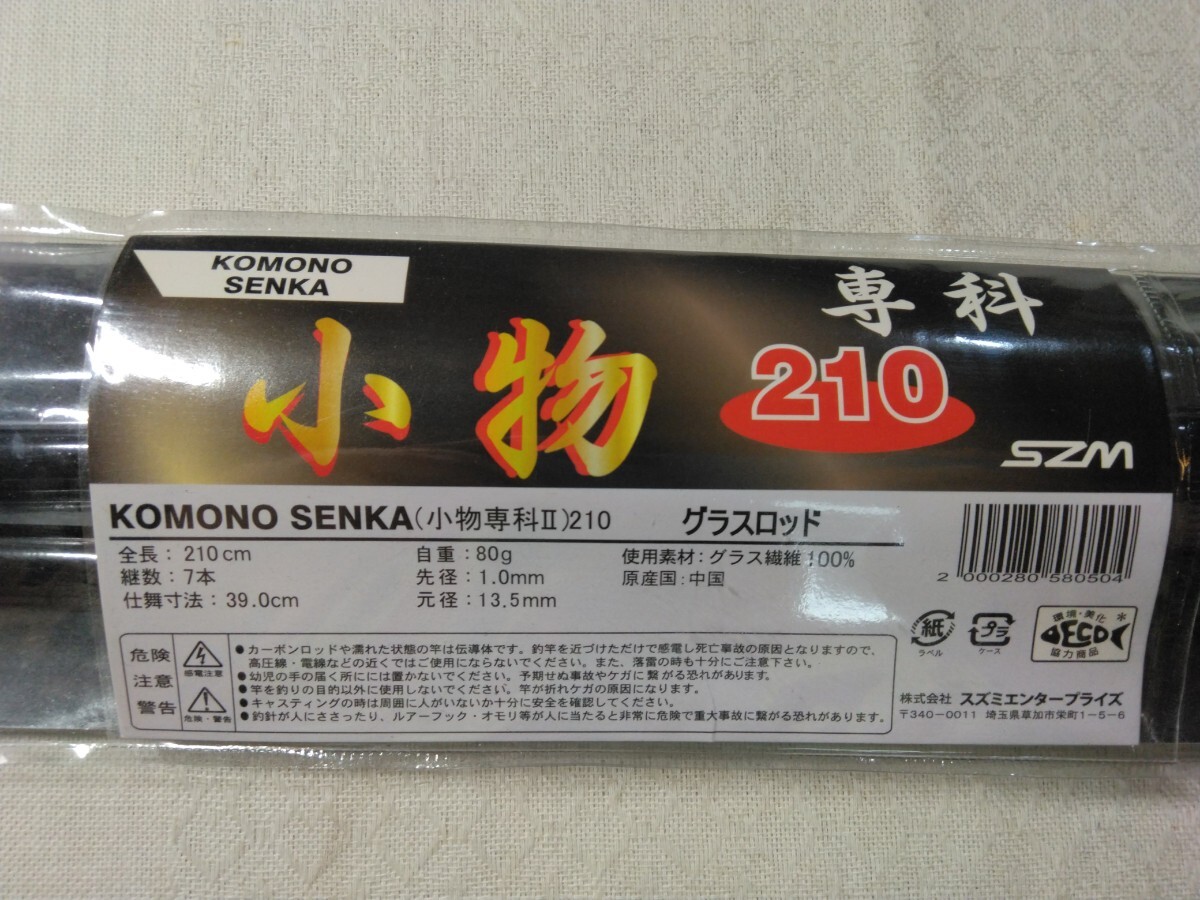 KOMONO
SENKA
小物
専科
210
SZM
KOMONO SENKA(小物専科Ⅱ)210 グラスロッド
全長：210cm 自重：80g 使用素材：グラス繊維100%
継数：7本 先径：1.0mm 原産国：中国
仕舞寸法：39.0cm 元径：13.5mm
2 000280 580504
危険
注意
警告
感電注意
危険・警告
●カーボンロッドや濡れた状態の竿は伝導体です。釣竿を近づけただけで感電し死亡事故の原因となりますので、
高圧線・電線などの近くではご使用にならないでください。また、落雷の時も十分にご注意下さい。
●幼児の手の届く所にには置かないでください。予期せぬ事故やケガに繋がる恐れがあります。
●竿を釣りの目的以外に使用しないでください。竿が折れケガの原因になります。
●キャスティングの時は周囲に人がいないか十分に安全を確認してください。
●釣針が人にささったり、ルアーフック・オモリ等が人に当たると非常に危険で重大事故に繋がる恐れがあります。
紙
ラベル
プラ
ケース
環境・美化
ECO
協力商品
株式会社 スズミエンタープライズ
〒340-0011 埼玉県草加市栄町1-5-6